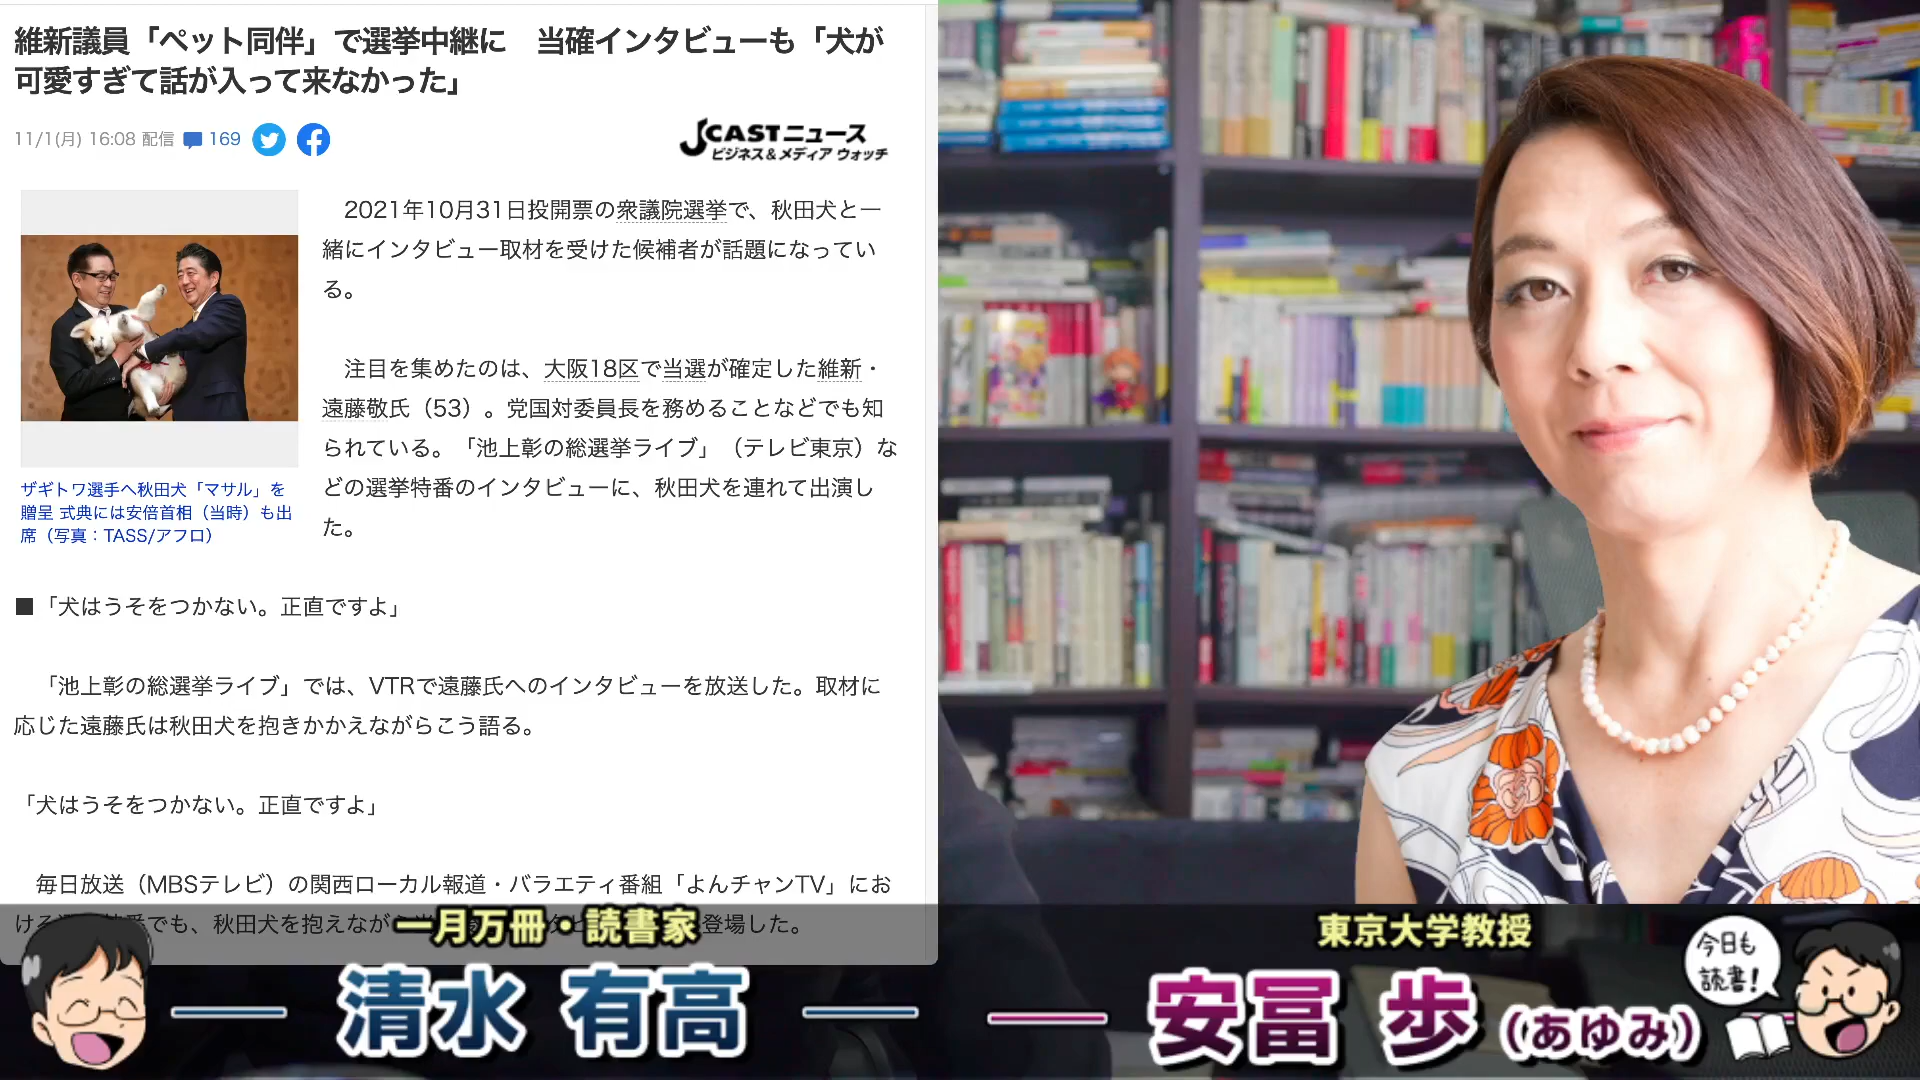 維新議員「ペット同伴」で選挙中継に　当確インタビューも「犬が
可愛すぎて話が入って来なかった」
11/1(月) 16:08 配信 169
J CASTニュース
ビジネス&メディア ウォッチ
2021年10月31日投開票の衆議院選挙で、秋田犬と一
緒にインタビュー取材を受けた候補者が話題になってい
る。
注目を集めたのは、大阪18区で当選が確定した維新・
遠藤敬氏（53）。党国対委員長を務めることなどでも知
られている。「池上彰の総選挙ライブ」（テレビ東京）な
どの選挙特番のインタビューに、秋田犬を連れて出演し
た。
ザギトワ選手へ秋田犬「マサル」を
贈呈 式典には安倍首相（当時）も出
席（写真：TASS/アフロ）
■「犬はうそをつかない。正直ですよ」
「池上彰の総選挙ライブ」では、VTRで遠藤氏へのインタビューを放送した。取材に
応じた遠藤氏は秋田犬を抱きかかえながらこう語る。
「犬はうそをつかない。正直ですよ」
毎日放送（MBSテレビ）の関西ローカル報道・バラエティ番組「よんチャンTV」にお
ける
でも、秋田犬を抱えなが
登場した。
一月万冊・読書家
清水 有高
東京大学教授
安冨 歩 （あゆみ）
今日も
読書!